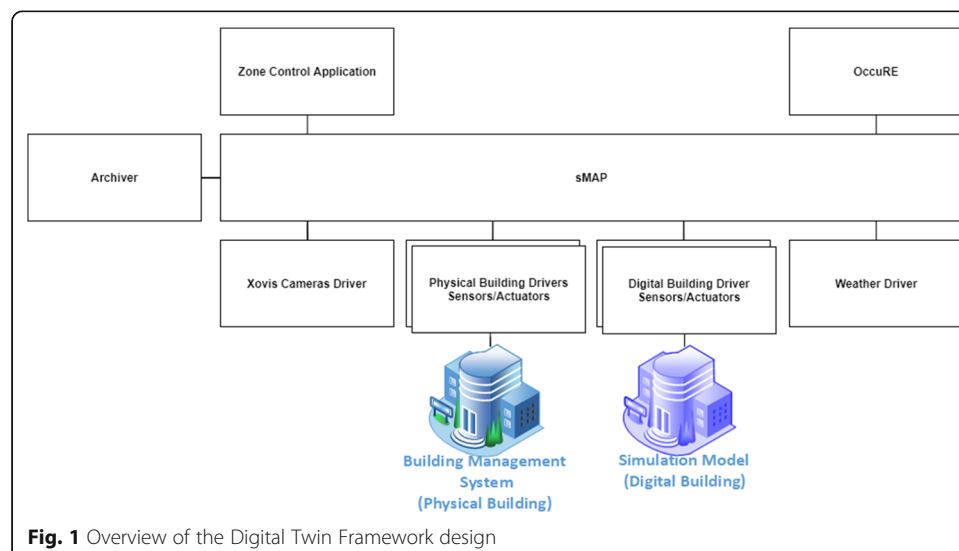 Zone Control Application
OccuRE
Archiver
sMAP
Xovis Cameras Driver
Physical Building Drivers
Sensors/Actuators
Digital Building Driver
Sensors/Actuators
Weather Driver
Building Management
System
(Physical Building)
Simulation Model
(Digital Building)
Fig. 1 Overview of the Digital Twin Framework design